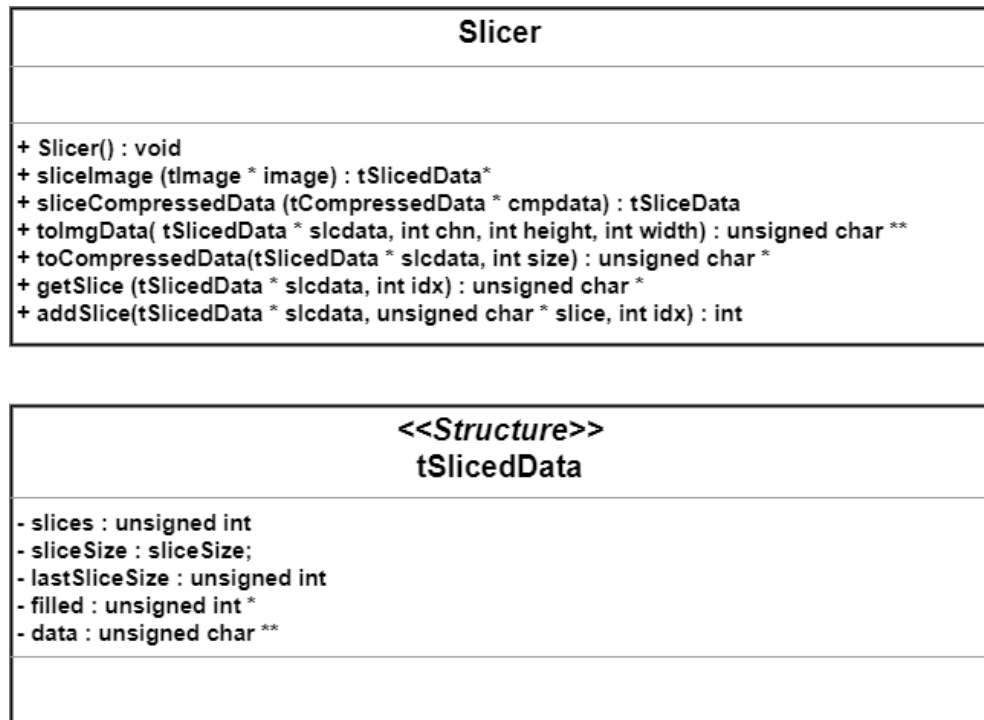 Slicer
+ Slicer() : void
+ sliceImage (tImage * image) : tSlicedData*
+ sliceCompressedData (tCompressedData * cmpdata) : tSliceData
+ toImgData( tSlicedData * slcdata, int chn, int height, int width) : unsigned char **
+ toCompressedData(tSlicedData * slcdata, int size) : unsigned char *
+ getSlice (tSlicedData * slcdata, int idx) : unsigned char *
+ addSlice(tSlicedData * slcdata, unsigned char * slice, int idx) : int
<<Structure>>
tSlicedData
- slices : unsigned int
- sliceSize : sliceSize;
- lastSliceSize : unsigned int
- filled : unsigned int *
- data : unsigned char **